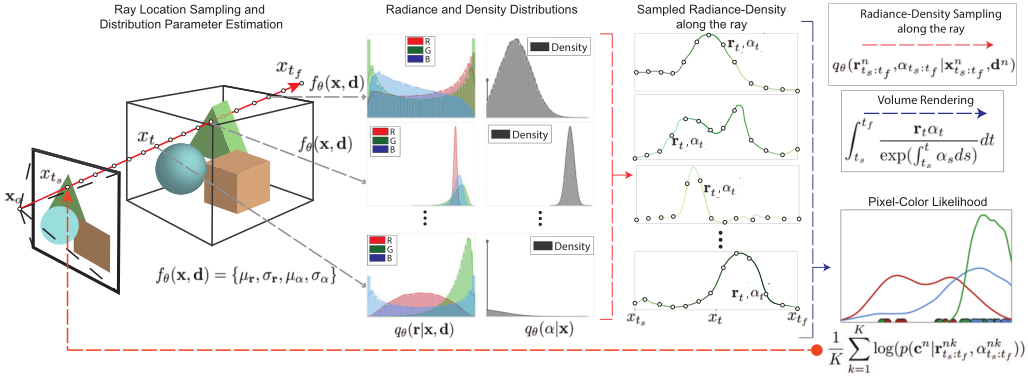 Ray Location Sampling and
Distribution Parameter Estimation
x_{t_f}
f_θ(x, d)
x_t
f_θ(x, d)
x_{t_s}
x_o
f_θ(x, d) = {μ_r, σ_r, μ_α, σ_α}
Radiance and Density Distributions
R
G
B
Density
R
G
B
Density
R
G
B
Density
q_θ(r|x, d)
q_θ(α|x)
Sampled Radiance-Density
along the ray
r_t, α_t
r_t, α_t
r_t, α_t
r_t, α_t
x_{t_s}
x_t
x_{t_f}
Radiance-Density Sampling
along the ray
q_θ(r^n_{t_s:t_f}, α_{t_s:t_f}|x^n_{t_s:t_f}, d^n)
Volume Rendering
∫_{t_s}^{t_f} \frac{r_t α_t}{exp(∫_{t_s}^{t} α_s ds)} dt
Pixel-Color Likelihood
\frac{1}{K} ∑_{k=1}^{K} log(p(c^n|r^{nk}_{t_s:t_f}, α^{nk}_{t_s:t_f}))